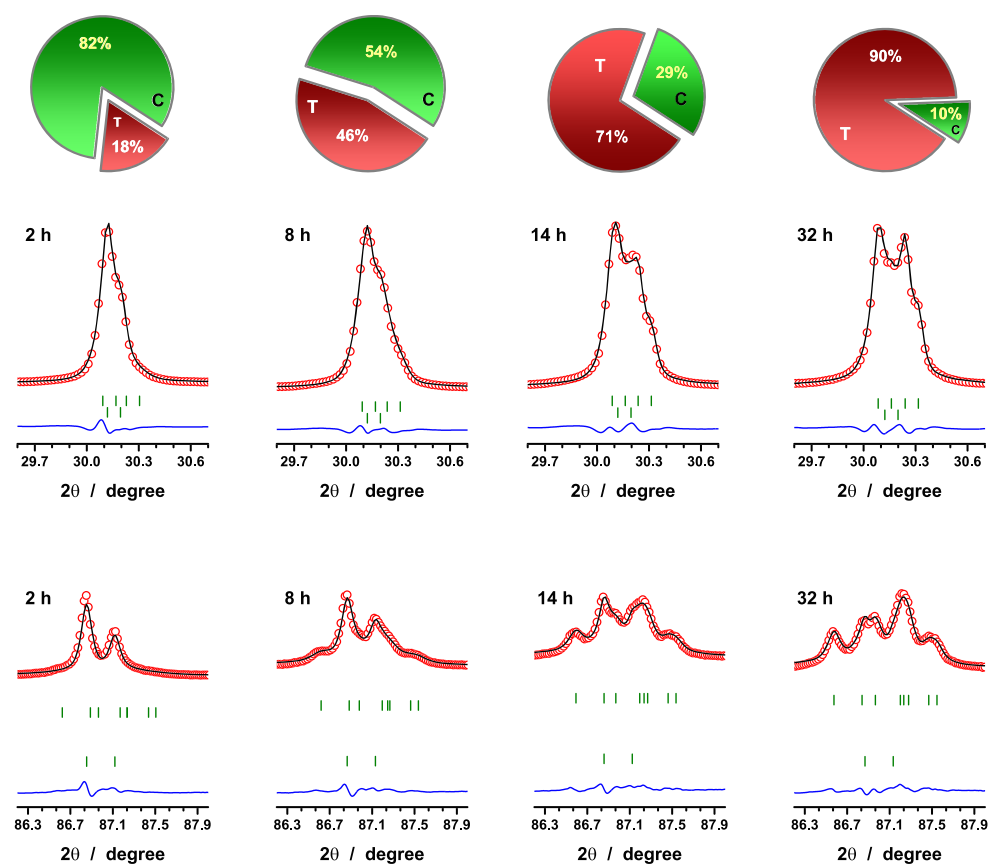 82%
C
T
18%
54%
T
46%
C
T
29%
C
71%
90%
T
10%
C
2 h
8 h
14 h
32 h
29.7 30.0 30.3 30.6
29.7 30.0 30.3 30.6
29.7 30.0 30.3 30.6
29.7 30.0 30.3 30.6
2θ / degree
2θ / degree
2θ / degree
2θ / degree
2 h
8 h
14 h
32 h
86.3 86.7 87.1 87.5 87.9
86.3 86.7 87.1 87.5 87.9
86.3 86.7 87.1 87.5 87.9
86.3 86.7 87.1 87.5 87.9
2θ / degree
2θ / degree
2θ / degree
2θ / degree